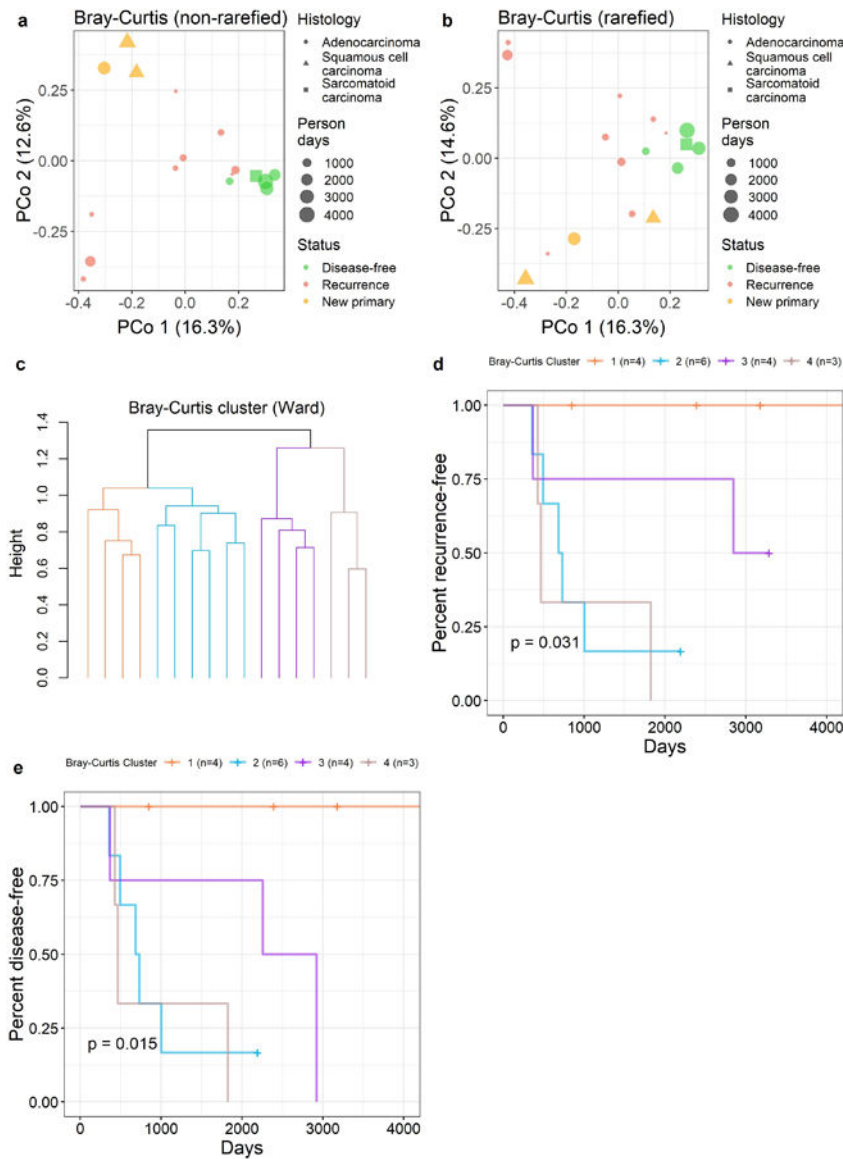 a
Bray-Curtis (non-rarefied)
PCo 2 (12.6%)
0.25
0.00
-0.25
-0.4
-0.2
0.0
0.2
PCo 1 (16.3%)
Histology
Adenocarcinoma
Squamous cell
carcinoma
Sarcomatoid
carcinoma
Person
days
1000
2000
3000
4000
Status
Disease-free
Recurrence
New primary
b
Bray-Curtis (rarefied)
PCo 2 (14.6%)
0.25
0.00
-0.25
-0.4
-0.2
0.0
0.2
PCo 1 (16.3%)
Histology
Adenocarcinoma
Squamous cell
carcinoma
Sarcomatoid
carcinoma
Person
days
1000
2000
3000
4000
Status
Disease-free
Recurrence
New primary
c
Bray-Curtis cluster (Ward)
Height
1.4
1.2
1.0
0.8
0.6
0.4
0.2
0.0
d
Bray-Curtis Cluster 1 (n=4) 2 (n=6) 3 (n=4) 4 (n=3)
Percent recurrence-free
1.00
0.75
0.50
0.25
0.00
p = 0.031
0 1000 2000 3000 4000
Days
e
Bray-Curtis Cluster 1 (n=4) 2 (n=6) 3 (n=4) 4 (n=3)
Percent disease-free
1.00
0.75
0.50
0.25
0.00
p = 0.015
0 1000 2000 3000 4000
Days